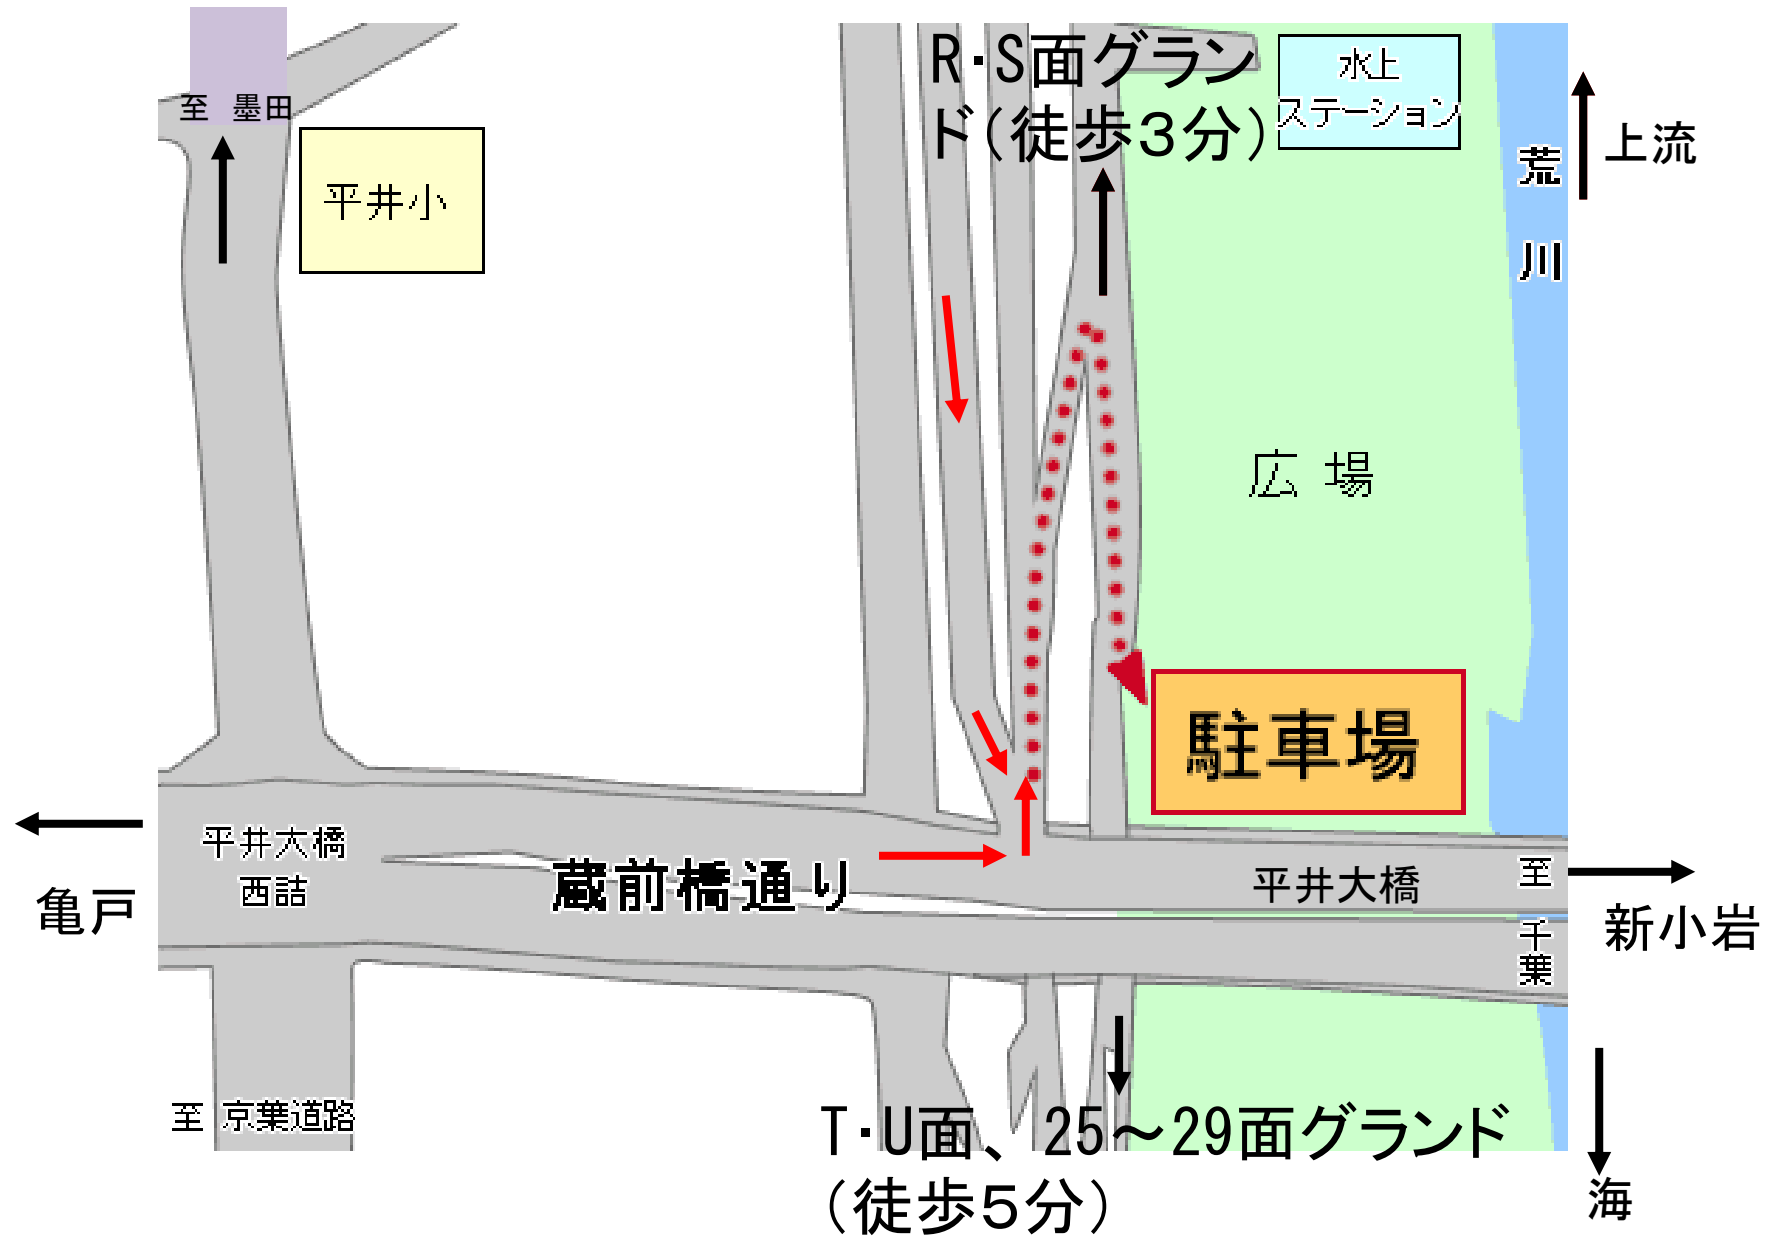 R·S面グラン
ド(徒歩３分)
水上
ステーション
至　墨田
平井小
荒
川
上流
広 場
駐車場
平井大橋
西詰
蔵前橋通り
平井大橋
至
千
葉
亀戸
新小岩
至 京葉道路
T·U面、25～29面グランド
(徒歩５分)
海